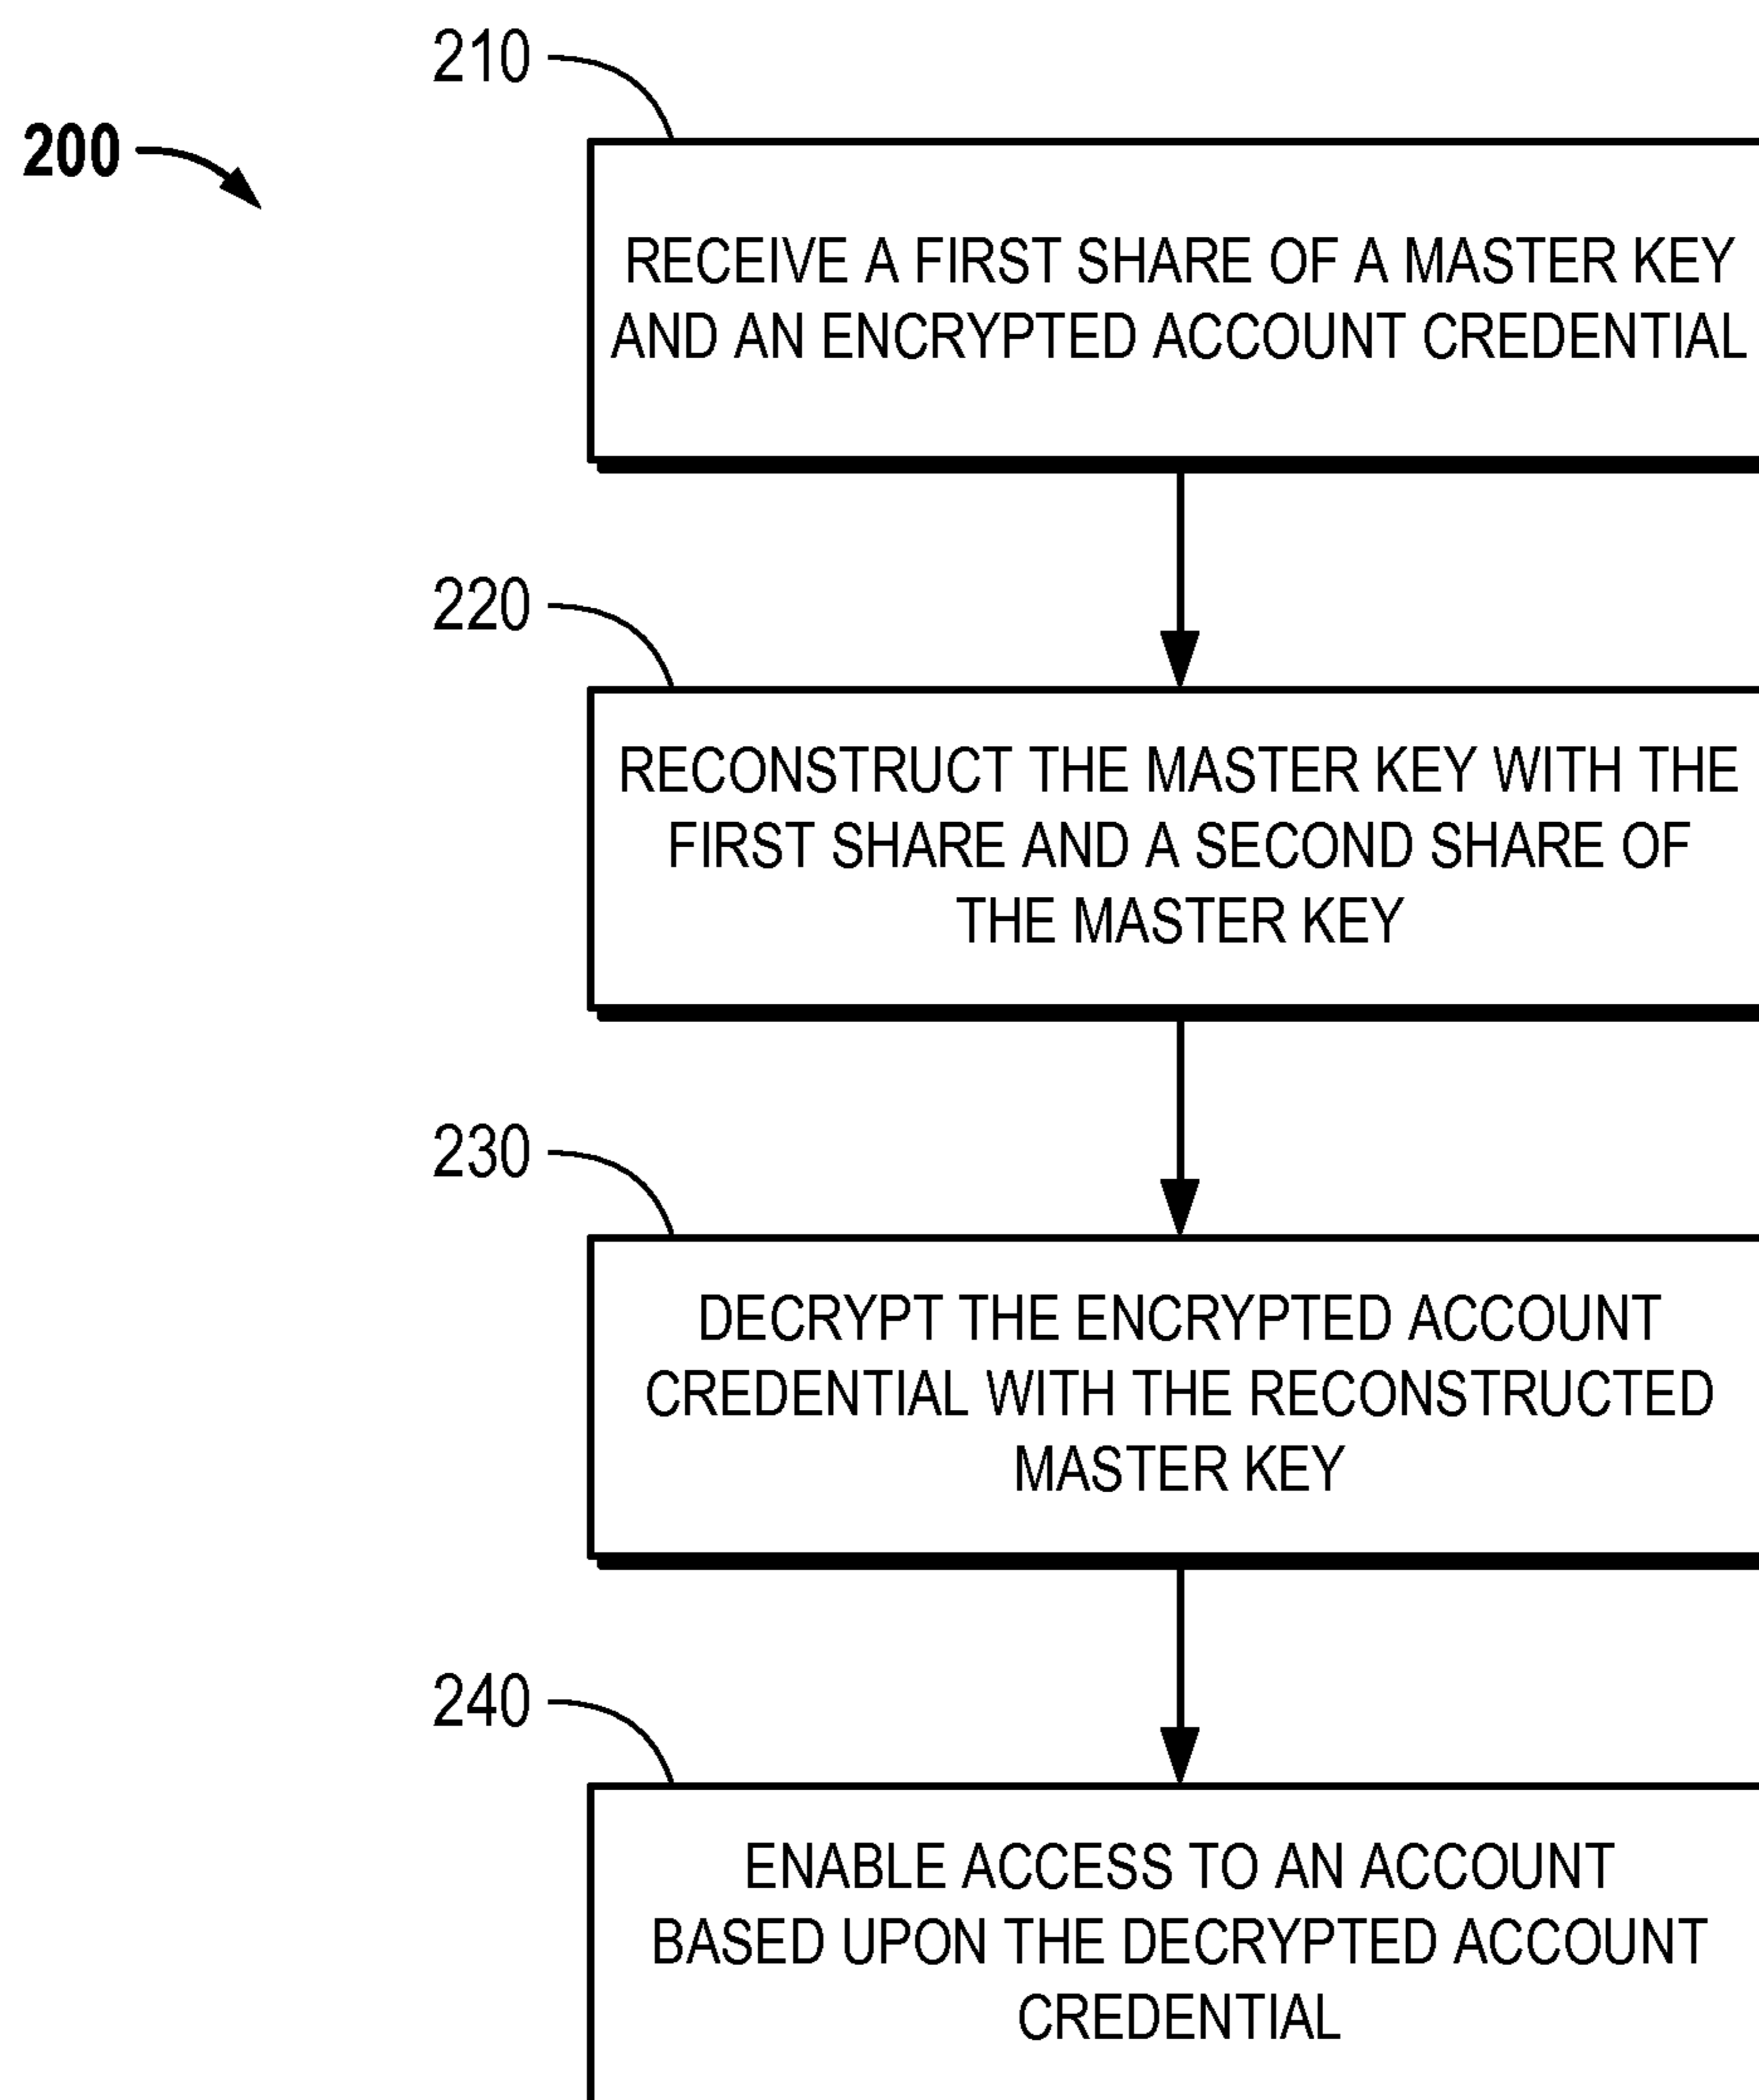 210
200
RECEIVE A FIRST SHARE OF A MASTER KEY
AND AN ENCRYPTED ACCOUNT CREDENTIAL
220
RECONSTRUCT THE MASTER KEY WITH THE
FIRST SHARE AND A SECOND SHARE OF
THE MASTER KEY
230
DECRYPT THE ENCRYPTED ACCOUNT
CREDENTIAL WITH THE RECONSTRUCTED
MASTER KEY
240
ENABLE ACCESS TO AN ACCOUNT
BASED UPON THE DECRYPTED ACCOUNT
CREDENTIAL